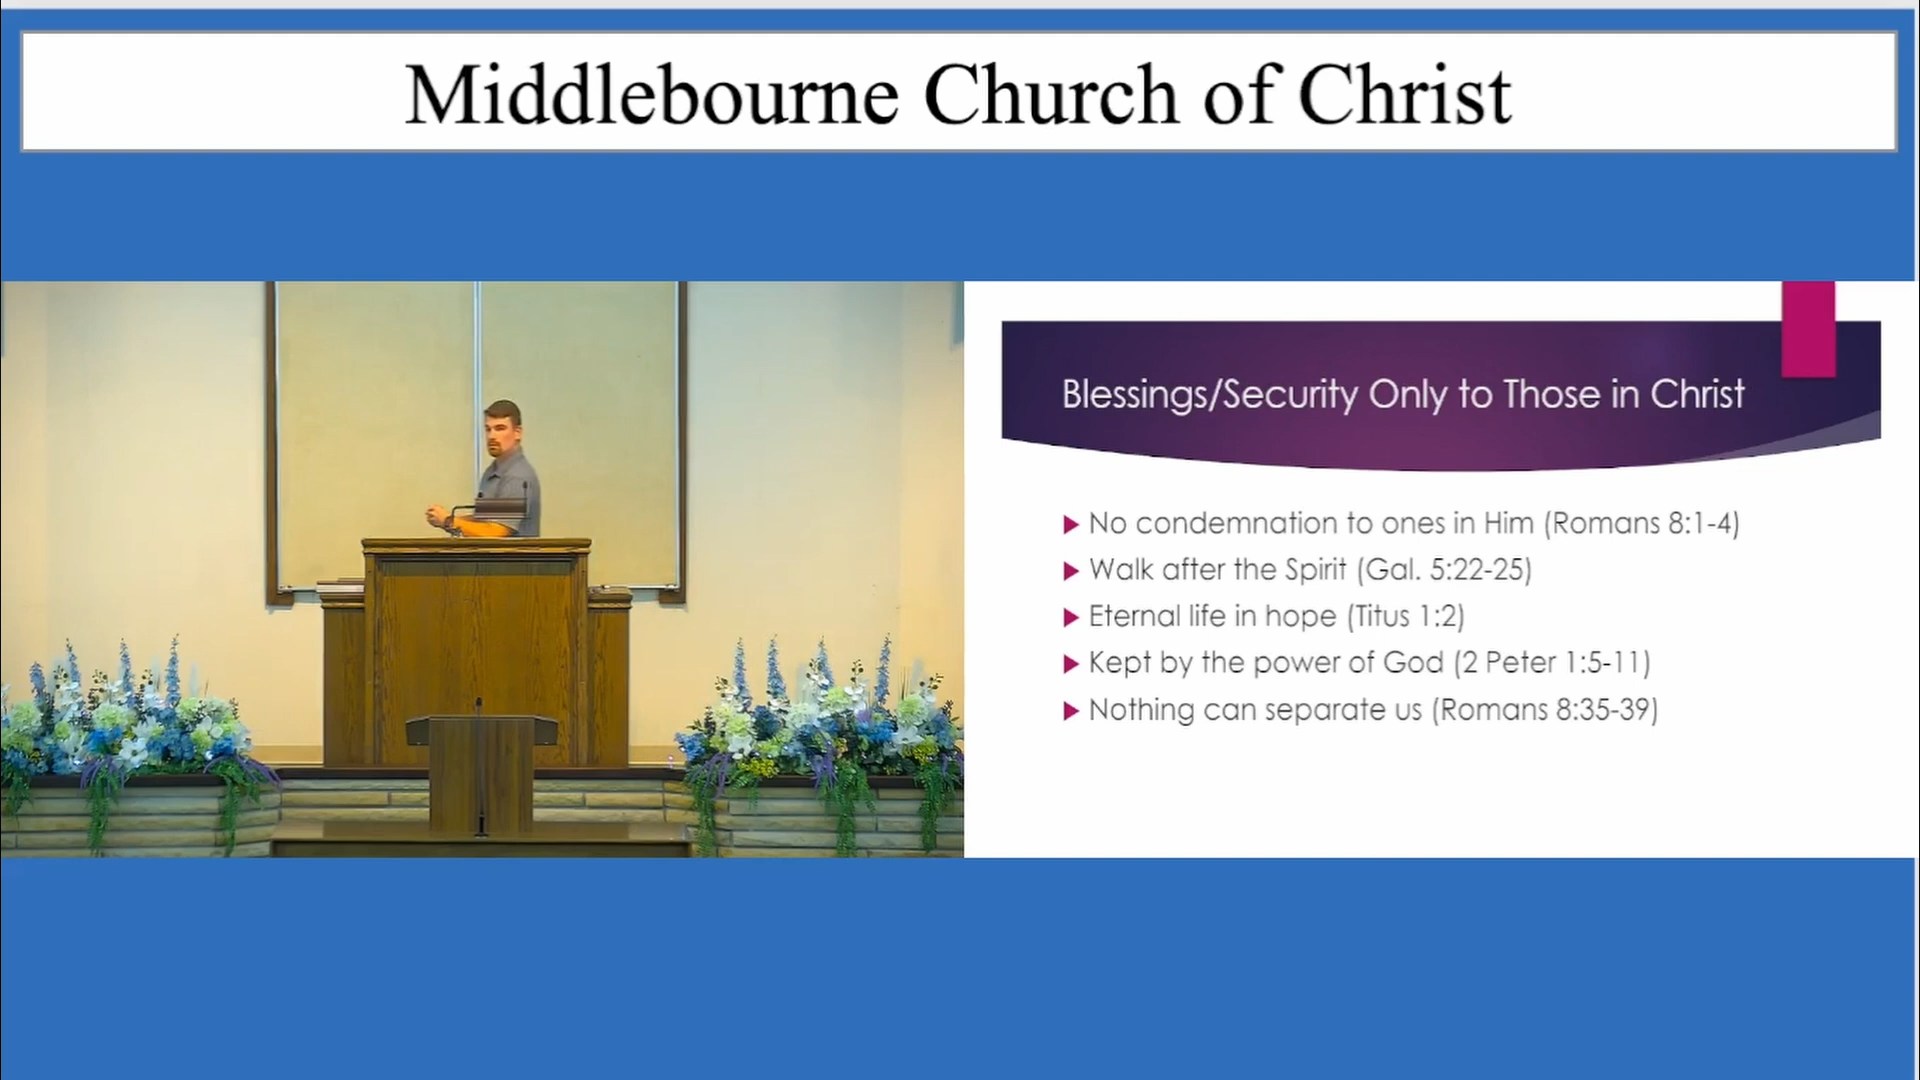 Middlebourne Church of Christ
Blessings/Security Only to Those in Christ
No condemnation to ones in Him (Romans 8:1-4)
Walk after the Spirit (Gal. 5:22-25)
Eternal life in hope (Titus 1:2)
Kept by the power of God (2 Peter 1:5-11)
Nothing can separate us (Romans 8:35-39)